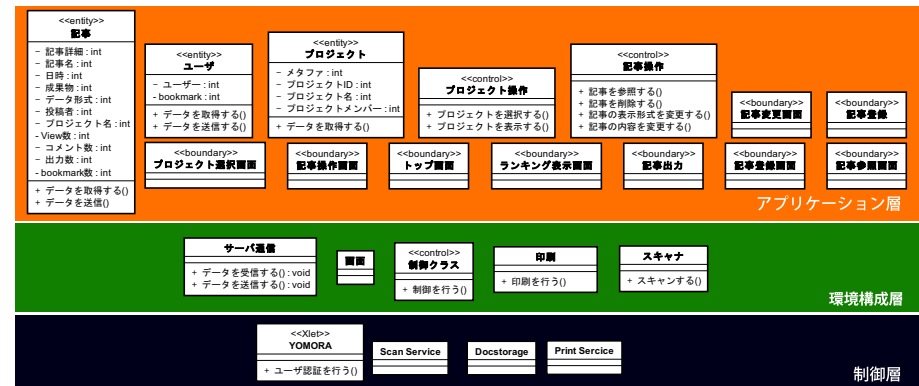 <<entity>>
記事
- 記事詳細 : int
- 記事名 : int
- 日時 : int
- 成果物 : int
- データ形式 : int
- 投稿者 : int
- プロジェクト名 : int
- View数 : int
- コメント数 : int
- 出力数 : int
- bookmark数 : int
+ データを取得する()
+ データを送信()
<<entity>>
ユーザ
- ユーザー : int
- bookmark : int
+ データを取得する()
+ データを送信する()
<<entity>>
プロジェクト
- メタファ : int
- プロジェクトID : int
- プロジェクト名 : int
- プロジェクトメンバー : int
+ データを取得する()
<<control>>
プロジェクト操作
+ プロジェクトを選択する()
+ プロジェクトを表示する()
<<control>>
記事操作
+ 記事を参照する()
+ 記事を削除する()
+ 記事の表示形式を変更する()
+ 記事の内容を変更する()
<<boundary>>
記事変更画面
<<boundary>>
記事登録
<<boundary>>
プロジェクト選択画面
<<boundary>>
記事操作画面
<<boundary>>
トップ画面
<<boundary>>
ランキング表示画面
<<boundary>>
記事出力
<<boundary>>
記事登録画面
<<boundary>>
記事参照画面
アプリケーション層
サーバ通信
+ データを受信する() : void
+ データを送信する() : void
画面
<<control>>
制御クラス
+ 制御を行う()
印刷
+ 印刷を行う()
スキャナ
+ スキャンする()
環境構成層
<<Xlet>>
YOMORA
+ ユーザ認証を行う()
Scan Service
Docstorage
Print Sercice
制御層